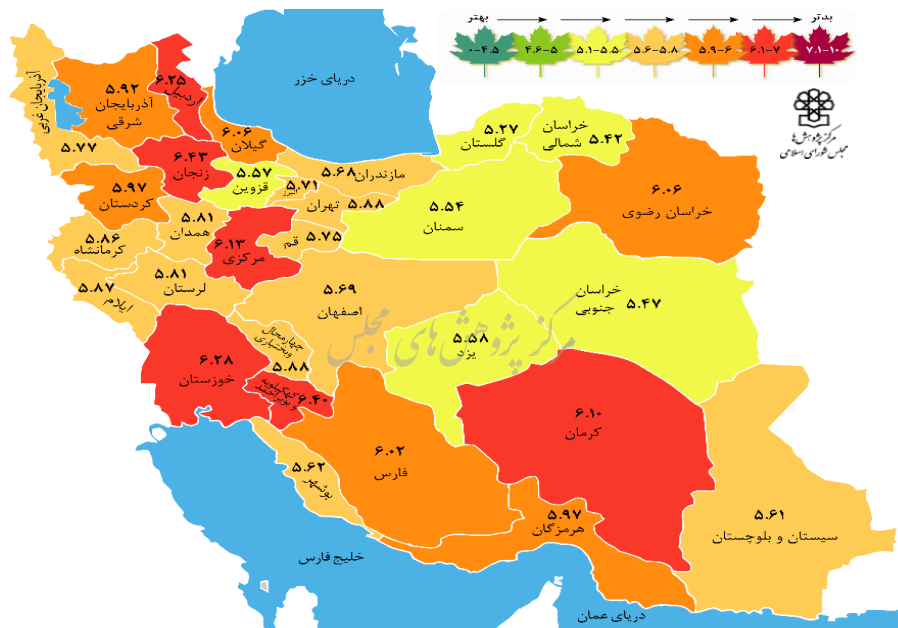 بهتر
بدتر
۰-۴.۵
۴.۶-۵
۵.۱-۵.۵
۵.۶-۵.۸
۵.۹-۶
۶.۱-۷
۷.۱-۱۰
مرکز پژوهش‌ها
مجلس شورای اسلامی
دریای خزر
آذربایجان غربی
۵.۷۷
۵.۹۲
آذربایجان
شرقی
۶.۲۵
اردبیل
۶.۰۶
گیلان
۶.۴۳
زنجان
۵.۵۷
قزوین
۵.۷۱
البرز
۵.۶۸
مازندران
۵.۲۷
گلستان
خراسان
شمالی
۵.۴۲
۶.۰۶
خراسان رضوی
۵.۹۷
کردستان
۵.۸۱
همدان
۵.۸۸
تهران
۵.۵۴
سمنان
۵.۸۶
کرمانشاه
۶.۱۳
مرکزی
۵.۷۵
قم
۵.۸۷
ایلام
۵.۸۱
لرستان
۵.۶۹
اصفهان
خراسان
جنوبی
۵.۴۷
مرکز پژوهش‌های مجلس
۵.۵۸
یزد
چهارمحال
وبختیاری
۵.۸۸
۶.۲۸
خوزستان
کهکیلویه
و بویراحمد
۶.۴۰
۶.۱۰
کرمان
۶.۰۲
فارس
۵.۶۲
بوشهر
۵.۹۷
هرمزگان
۵.۶۱
سیستان و بلوچستان
خلیج فارس
دریای عمان